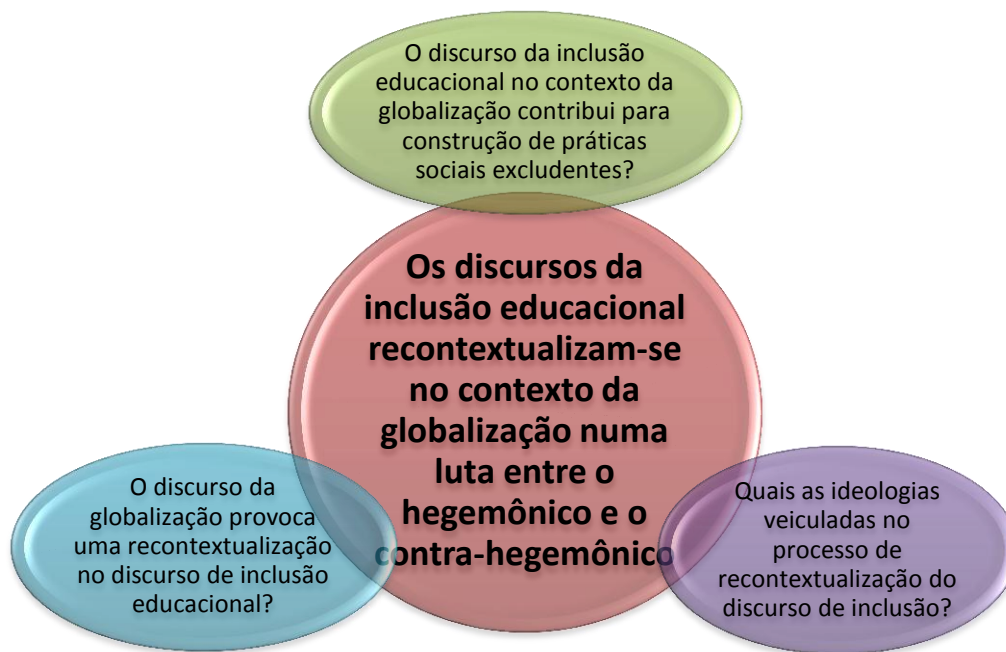 O discurso da inclusão
educacional no contexto da
globalização contribui para
construção de práticas
sociais excludentes?
Os discursos da
inclusão educacional
recontextualizam-se
no contexto da
globalização numa
luta entre o
hegemônico e o
contra-hegemônico
O discurso da
globalização provoca
uma recontextualização
no discurso de inclusão
educacional?
Quais as ideologias
veiculadas no
processo de
recontextualização do
discurso de inclusão?